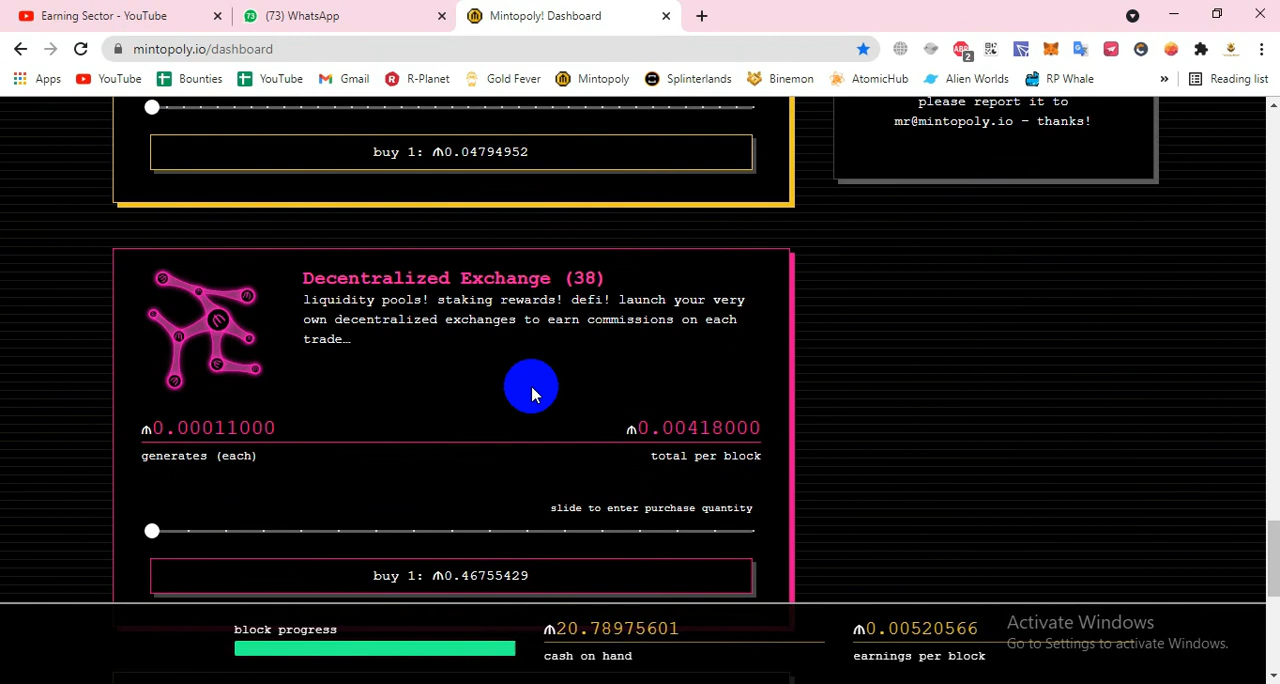 Earning Sector - YouTube
73
(73) WhatsApp
Mintopoly! Dashboard
mintopoly.io/dashboard
ABP
2
Apps
YouTube
Bounties
YouTube
Gmail
R-Planet
Gold Fever
Mintopoly
Splinterlands
Binemon
AtomicHub
Alien Worlds
RP Whale
»
Reading list
please report it to
mr@mintopoly.io - thanks!
buy 1: ₼0.04794952
Decentralized Exchange (38)
liquidity pools! staking rewards! defi! launch your very
own decentralized exchanges to earn commissions on each
trade…
₼0.00011000
₼0.00418000
generates (each)
total per block
slide to enter purchase quantity
buy 1: ₼0.46755429
block progress
₼20.78975601
cash on hand
₼0.00520566
earnings per block
Activate Windows
Go to Settings to activate Windows.